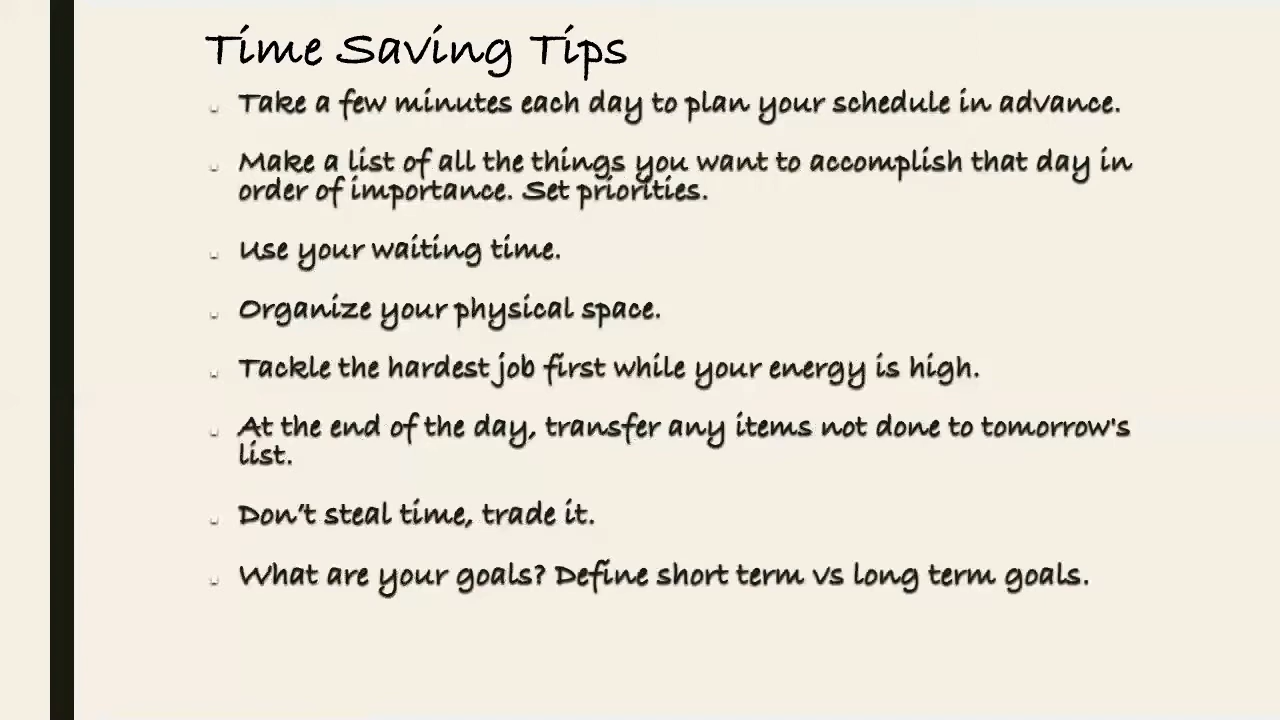 Time Saving Tips
Take a few minutes each day to plan your schedule in advance.
Make a list of all the things you want to accomplish that day in
order of importance. Set priorities.
Use your waiting time.
Organize your physical space.
Tackle the hardest job first while your energy is high.
At the end of the day, transfer any items not done to tomorrow's
list.
Don’t steal time, trade it.
What are your goals? Define short term vs long term goals.